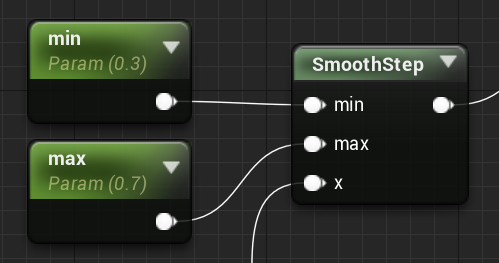 min
Param (0.3)
max
Param (0.7)
SmoothStep
min
max
x